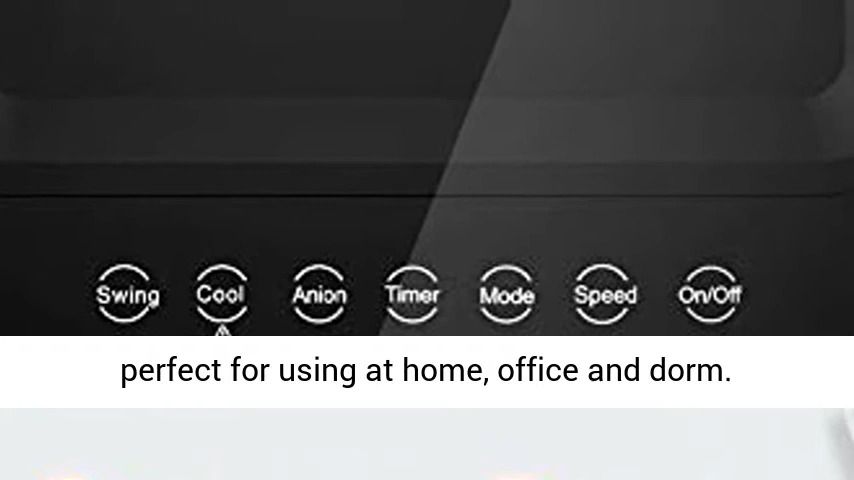 Swing Cool Anion Timer Mode Speed On/Off
perfect for using at home, office and dorm.